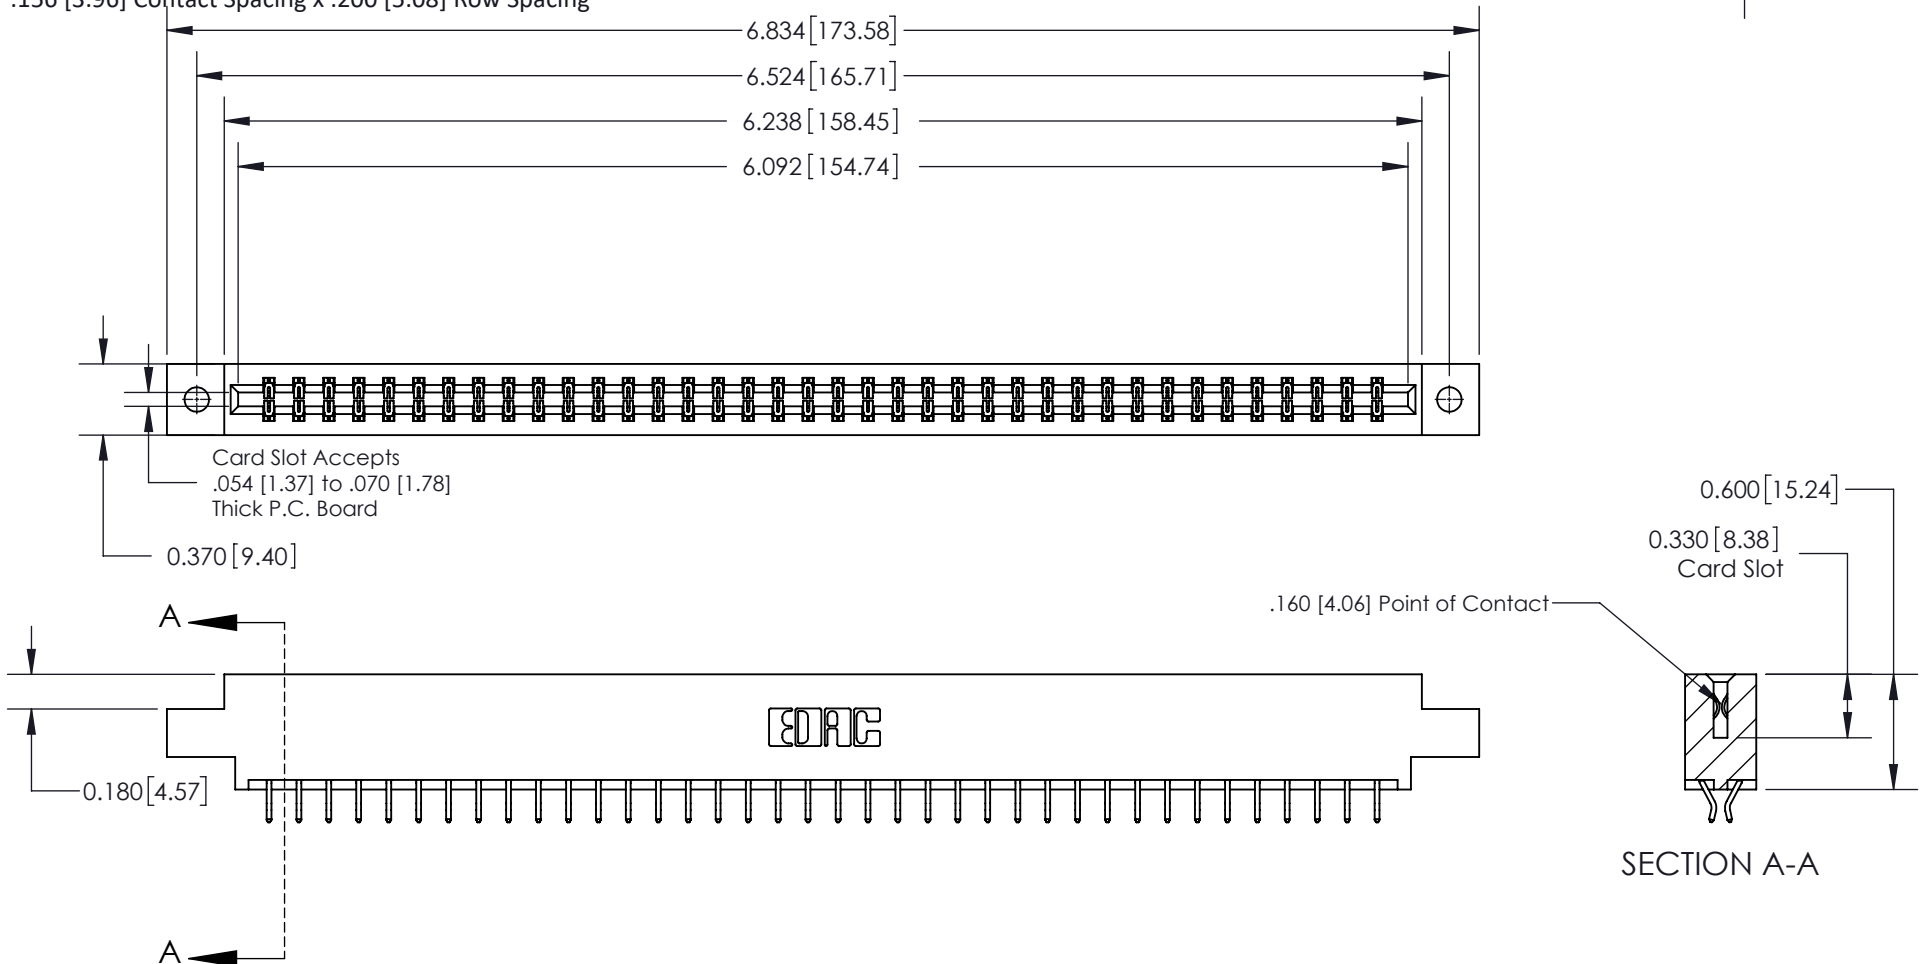 .156 [3.96] Contact Spacing x .200 [5.08] Row Spacing
6.834[173.58]
6.524[165.71]
6.238[158.45]
6.092[154.74]
Card Slot Accepts
.054 [1.37] to .070 [1.78]
Thick P.C. Board
0.370[9.40]
0.600[15.24]
0.330[8.38]
Card Slot
.160 [4.06] Point of Contact
A
EDAC
0.180[4.57]
SECTION A-A
A